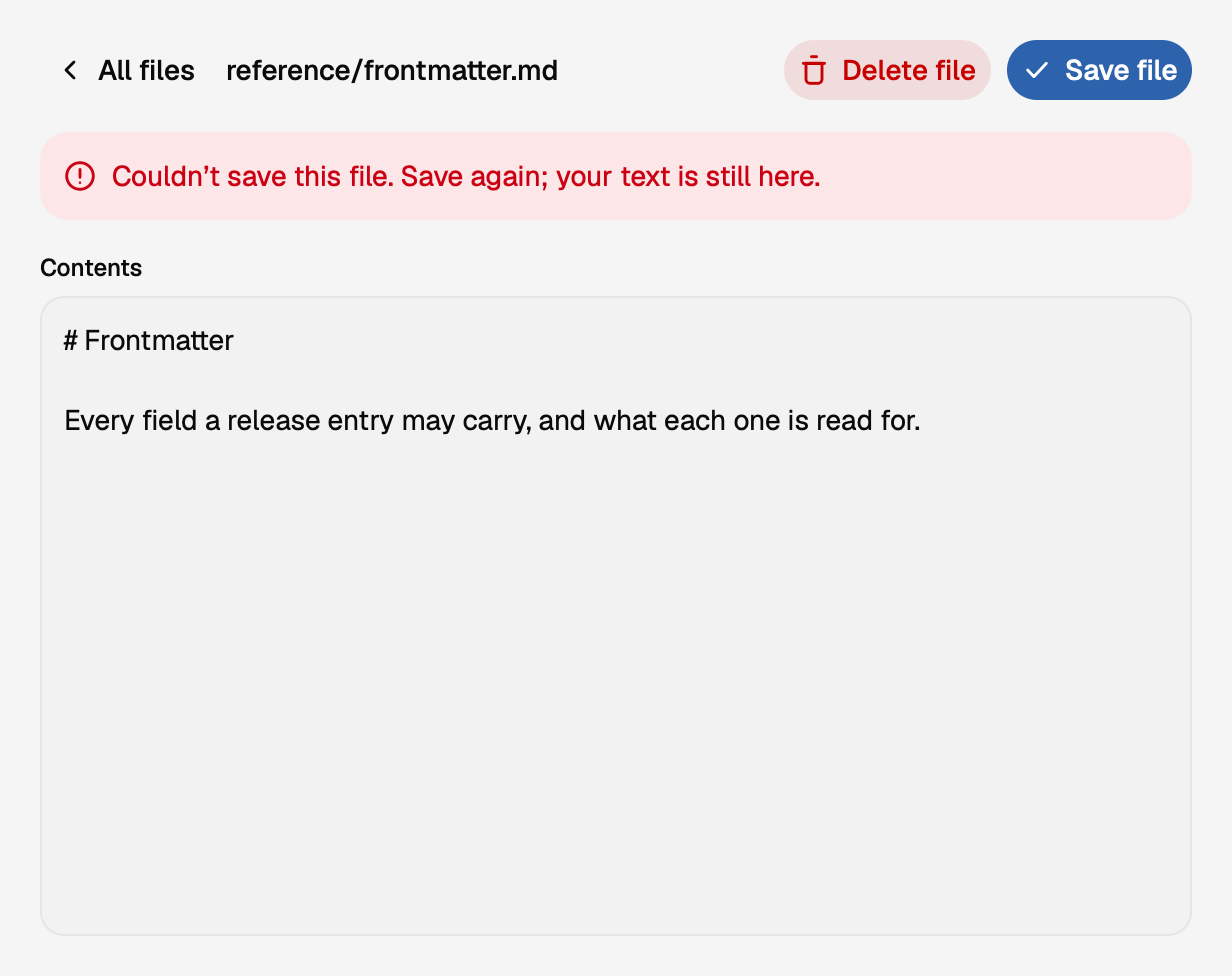 All files reference/frontmatter.md Delete file Save file
Couldn’t save this file. Save again; your text is still here.
Contents
# Frontmatter
Every field a release entry may carry, and what each one is read for.